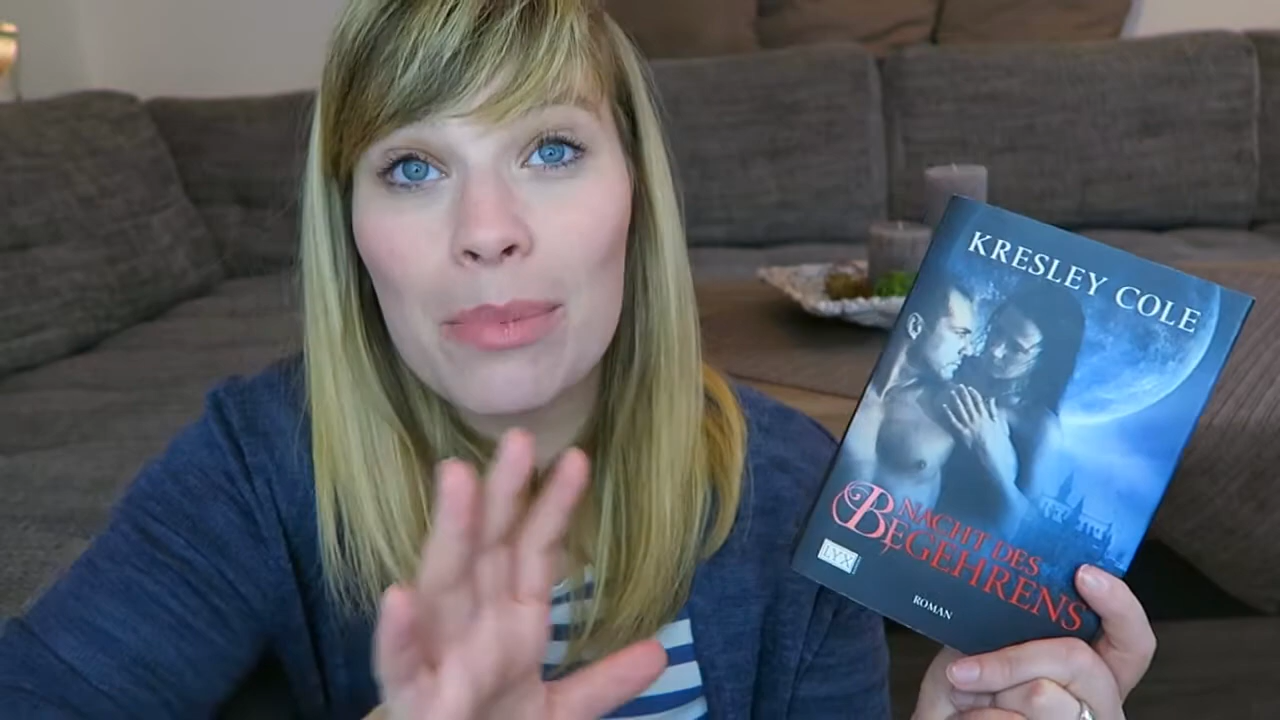 KRESLEY COLE
NACHT DES
BEGEHRENS
LYX
ROMAN